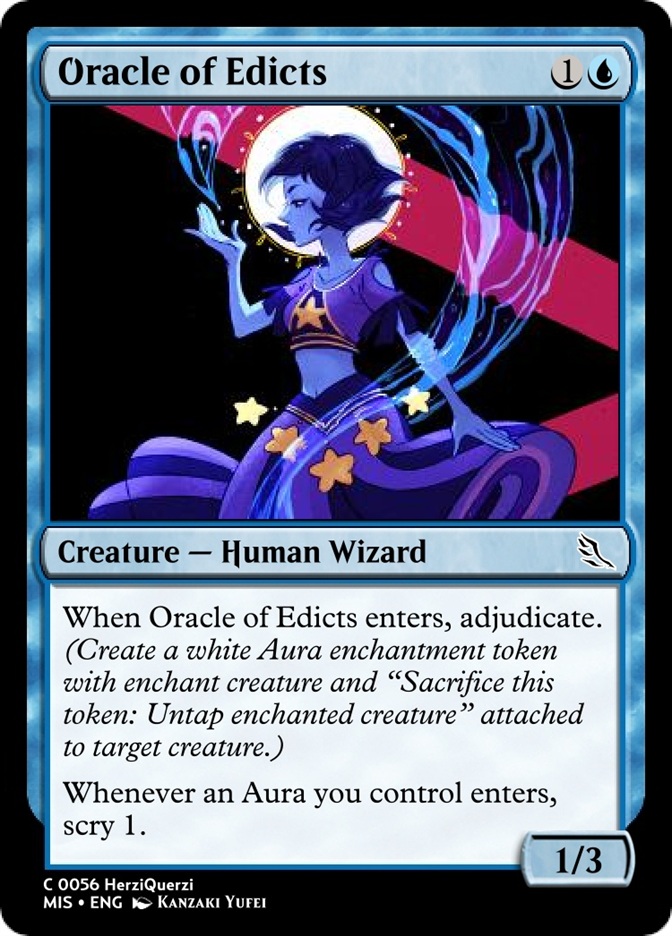 Oracle of Edicts 1
Creature — Human Wizard
When Oracle of Edicts enters, adjudicate.
(Create a white Aura enchantment token
with enchant creature and “Sacrifice this
token: Untap enchanted creature” attached
to target creature.)
Whenever an Aura you control enters,
scry 1.
1/3
C 0056 HerziQuerzi
MIS • ENG Kanzaki Yufei